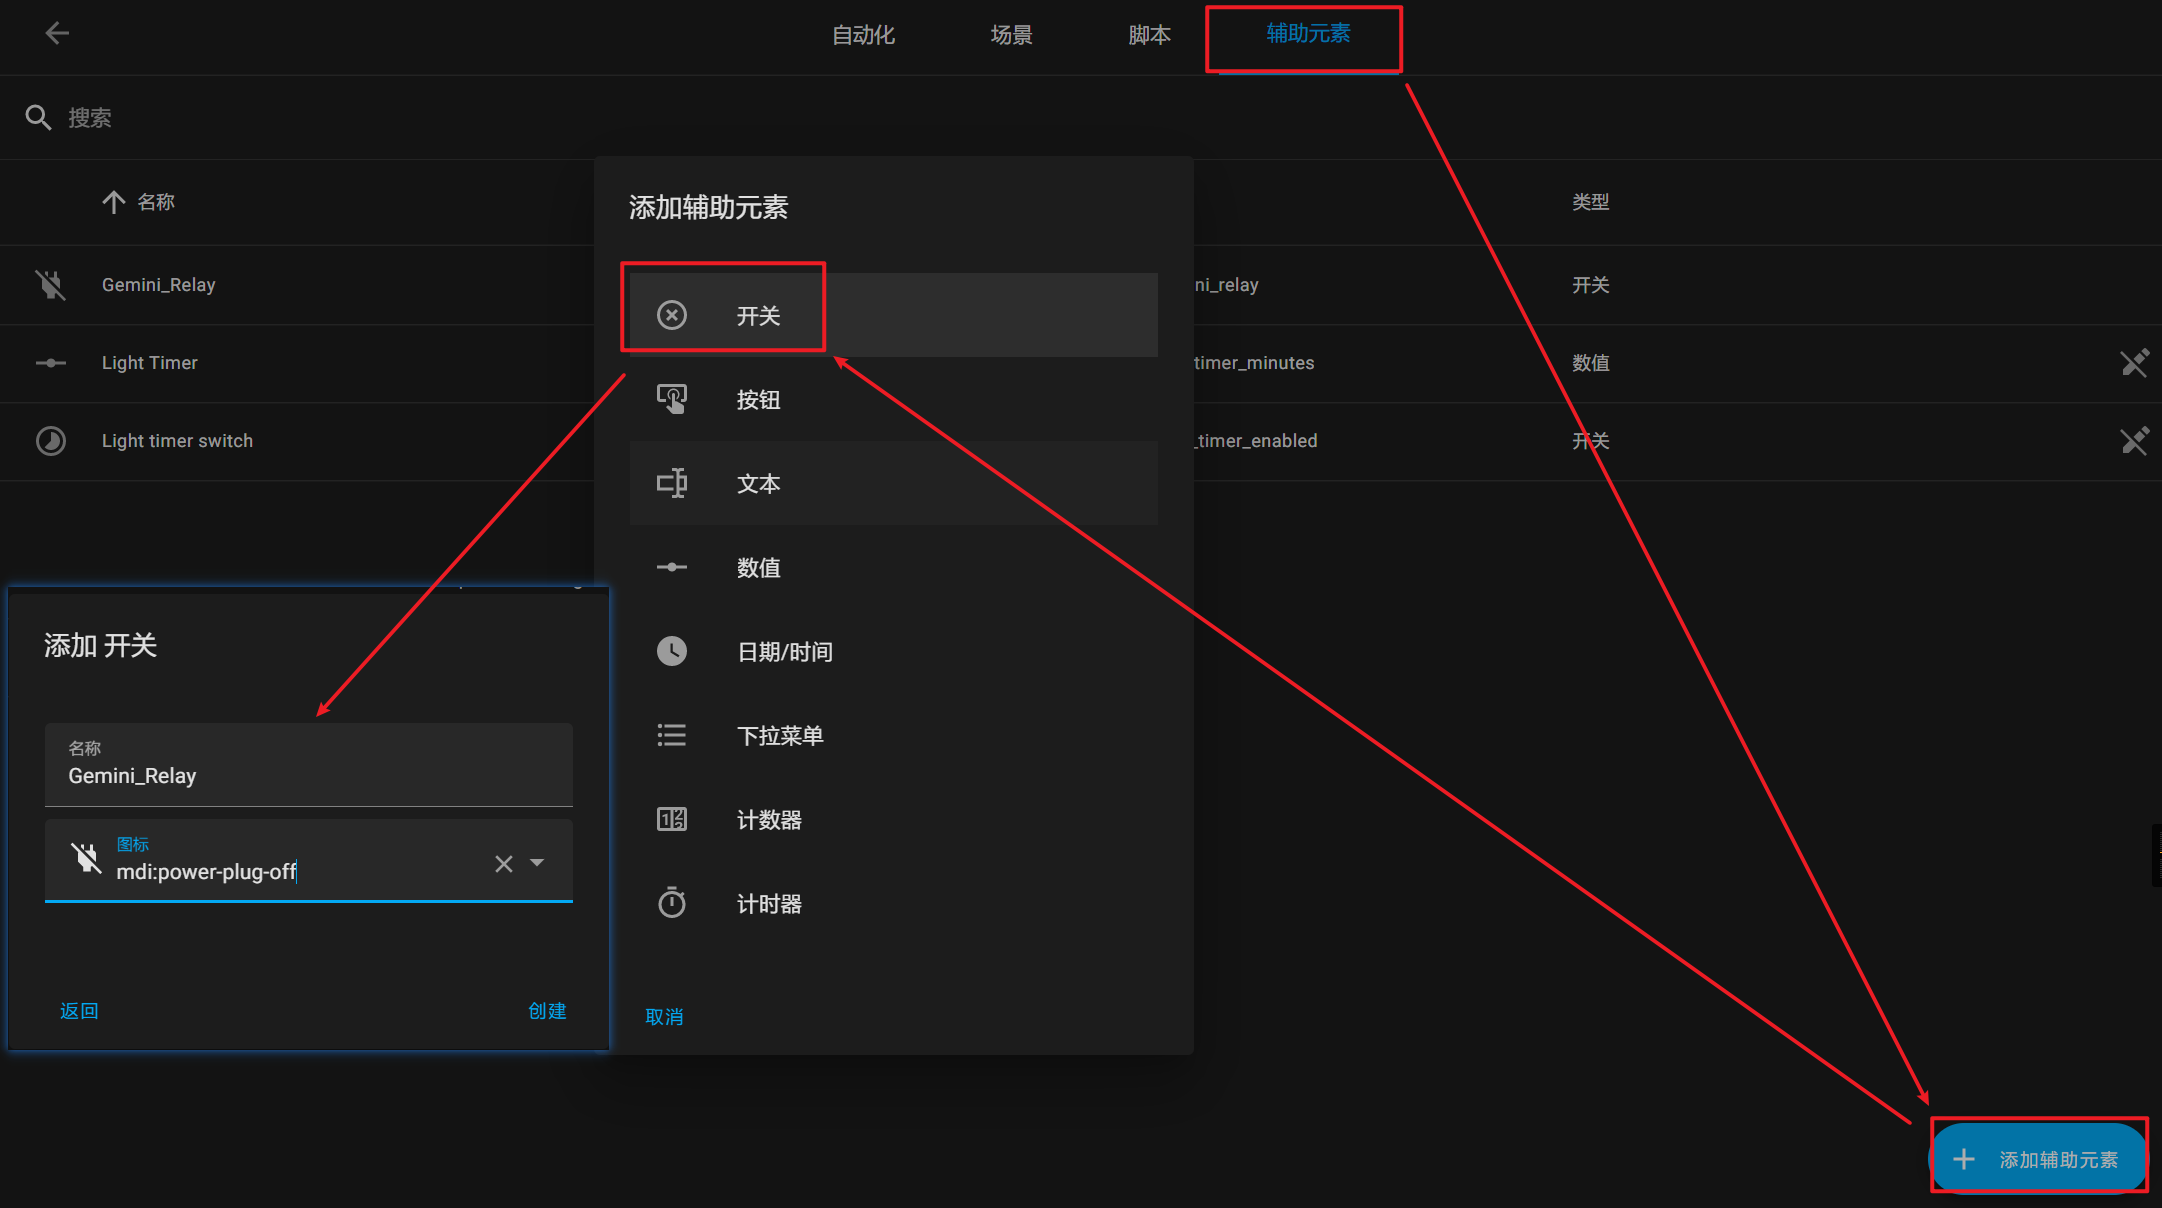 自动化
场景
脚本
辅助元素
搜索
名称
类型
Gemini_Relay
ni_relay
开关
Light Timer
timer_minutes
数值
Light timer switch
_timer_enabled
开关
添加辅助元素
开关
按钮
文本
数值
日期/时间
下拉菜单
计数器
计时器
取消
添加 开关
名称
Gemini_Relay
图标
mdi:power-plug-off
返回
创建
添加辅助元素